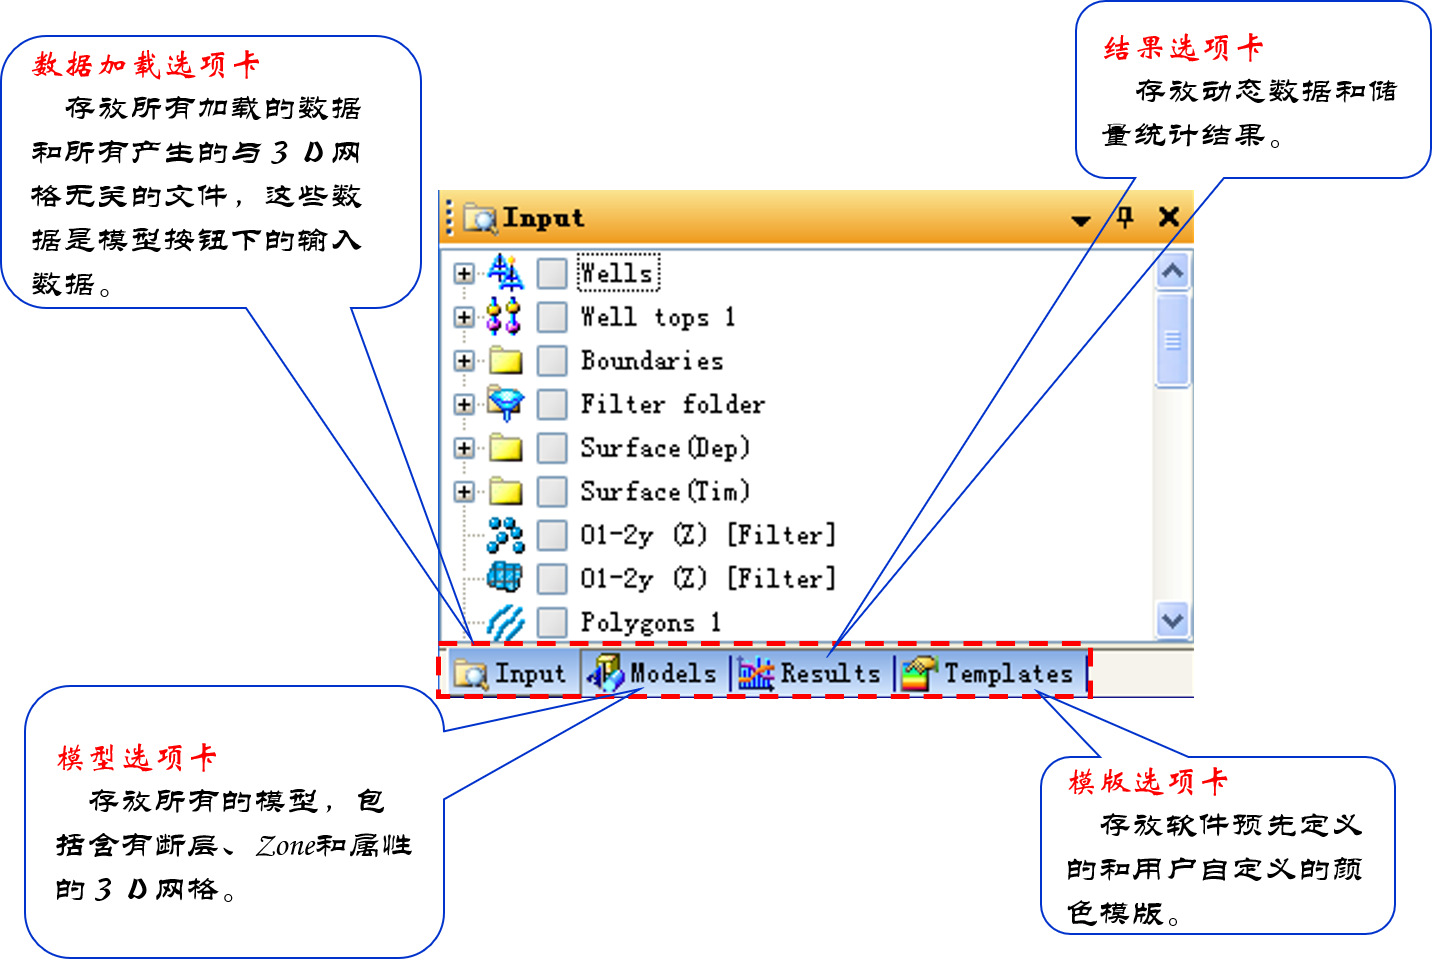 数据加载选项卡
存放所有加载的数据
和所有产生的与3D网
格无关的文件，这些数
据是模型按钮下的输入
数据。
结果选项卡
存放动态数据和储
量统计结果。
Input
Wells
Well tops 1
Boundaries
Filter folder
Surface(Dep)
Surface(Tim)
O1-2y (Z) [Filter]
O1-2y (Z) [Filter]
Polygons 1
Input Models Results Templates
模型选项卡
存放所有的模型，包
括含有断层、Zone和属性
的3D网格。
模版选项卡
存放软件预先定义
的和用户自定义的颜
色模版。